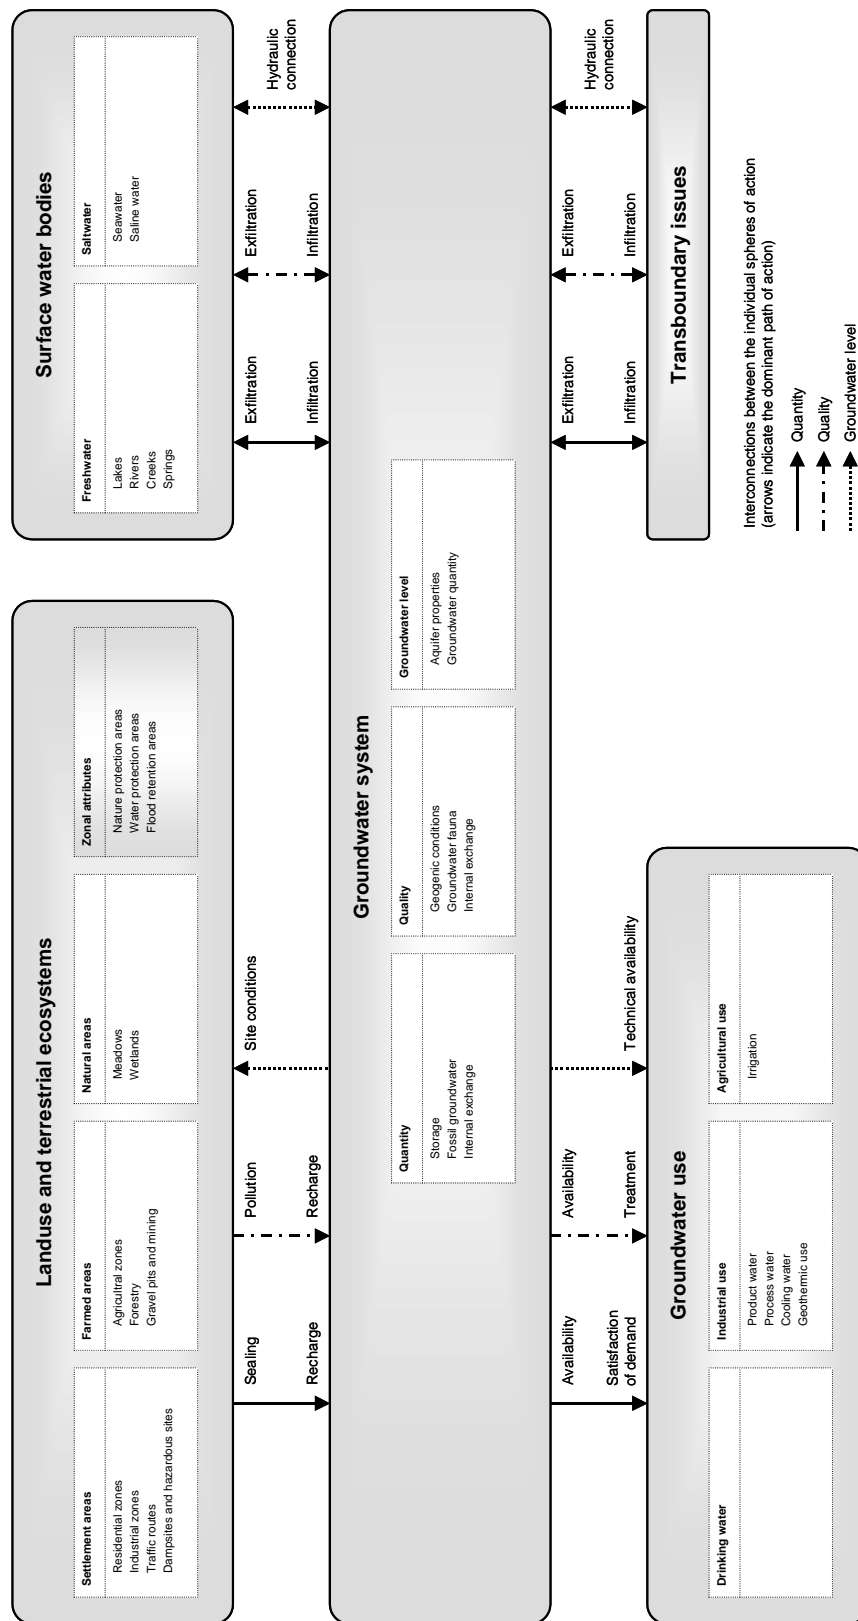 Landuse and terrestrial ecosystems
Settlement areas
Residential zones
Industrial zones
Traffic routes
Dampsites and hazardous sites
Farmed areas
Agricultral zones
Forestry
Gravel pits and mining
Natural areas
Meadows
Wetlands
Zonal attributes
Nature protection areas
Water protection areas
Flood retention areas
Surface water bodies
Freshwater
Lakes
Rivers
Creeks
Springs
Saltwater
Seawater
Saline water
Sealing
Recharge
Pollution
Recharge
Site conditions
Exfiltration
Infiltration
Exfiltration
Infiltration
Hydraulic
connection
Groundwater system
Quantity
Storage
Fossil groundwater
Internal exchange
Quality
Geogenic conditions
Groundwater fauna
Internal exchange
Groundwater level
Aquifer properties
Groundwater quantity
Availability
Satisfaction
of demand
Availability
Treatment
Technical availability
Exfiltration
Infiltration
Exfiltration
Infiltration
Hydraulic
connection
Groundwater use
Drinking water
Industrial use
Product water
Process water
Cooling water
Geothermic use
Agricultural use
Irrigation
Transboundary issues
Interconnections between the individual spheres of action
(arrows indicate the dominant path of action)
Quantity
Quality
Groundwater level